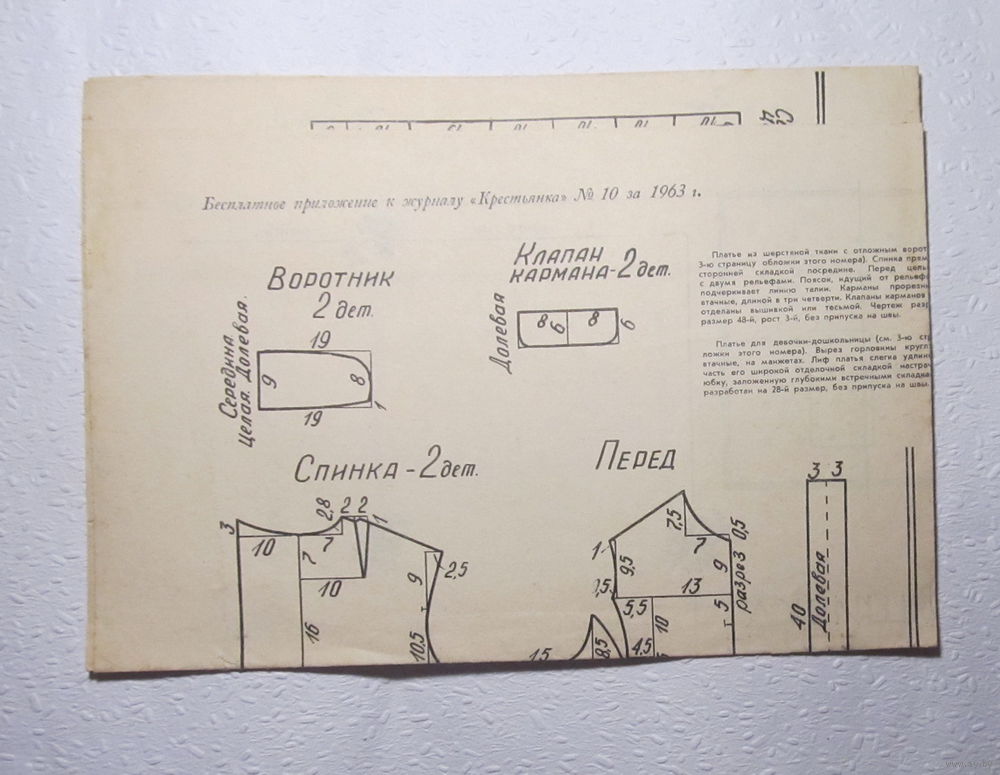 Бесплатное приложение к журналу «Крестьянка» № 10 за 1963 г.
Воротник
2 дет.
19
Середина.
Целая. Долевая.
9
8
1
19
Клапан
кармана-2 дет.
Долевая
8 6 8 6
Платье из шерстяной ткани с отложным ворот
3-ю страницу обложки этого номера). Спинка прям
сторонней складкой посредине. Перед цель
с двумя рельефами. Поясок, идущий от рельеф
подчеркивает линию талии. Карманы прорезн
втачные, длиной в три четверти. Клапаны карманов
отделаны вышивкой или тесьмой. Чертеж разр
размер 48-й, рост 3-й, без припуска на швы.
Платье для девочки-дошкольницы (см. 3-ю стр
ложки этого номера). Вырез горловины кругл
втачные, на манжетах. Лиф платья слегка удлин
часть его широкой отделочной складкой настроч
юбку, заложенную глубокими встречными складка
разработан на 28-й размер, без припуска на швы.
Спинка - 2 дет.
3
2,8
2 2
1
10
7
7
10
9
2,5
16
10,5
Перед
7,5
7
0,5
1
9,5
9
разрез
13
5,5
10
5
1,5
8,5
4,5
3 3
40
Долевая
www.ay.by